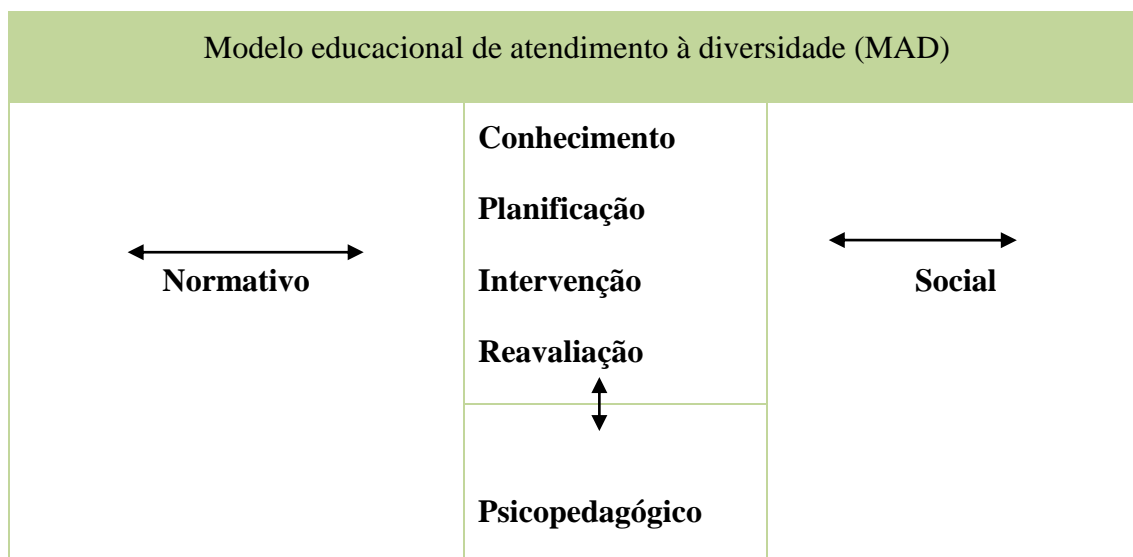 Modelo educacional de atendimento à diversidade (MAD)
Conhecimento
Planificação
Normativo
Intervenção
Social
Reavaliação
Psicopedagógico